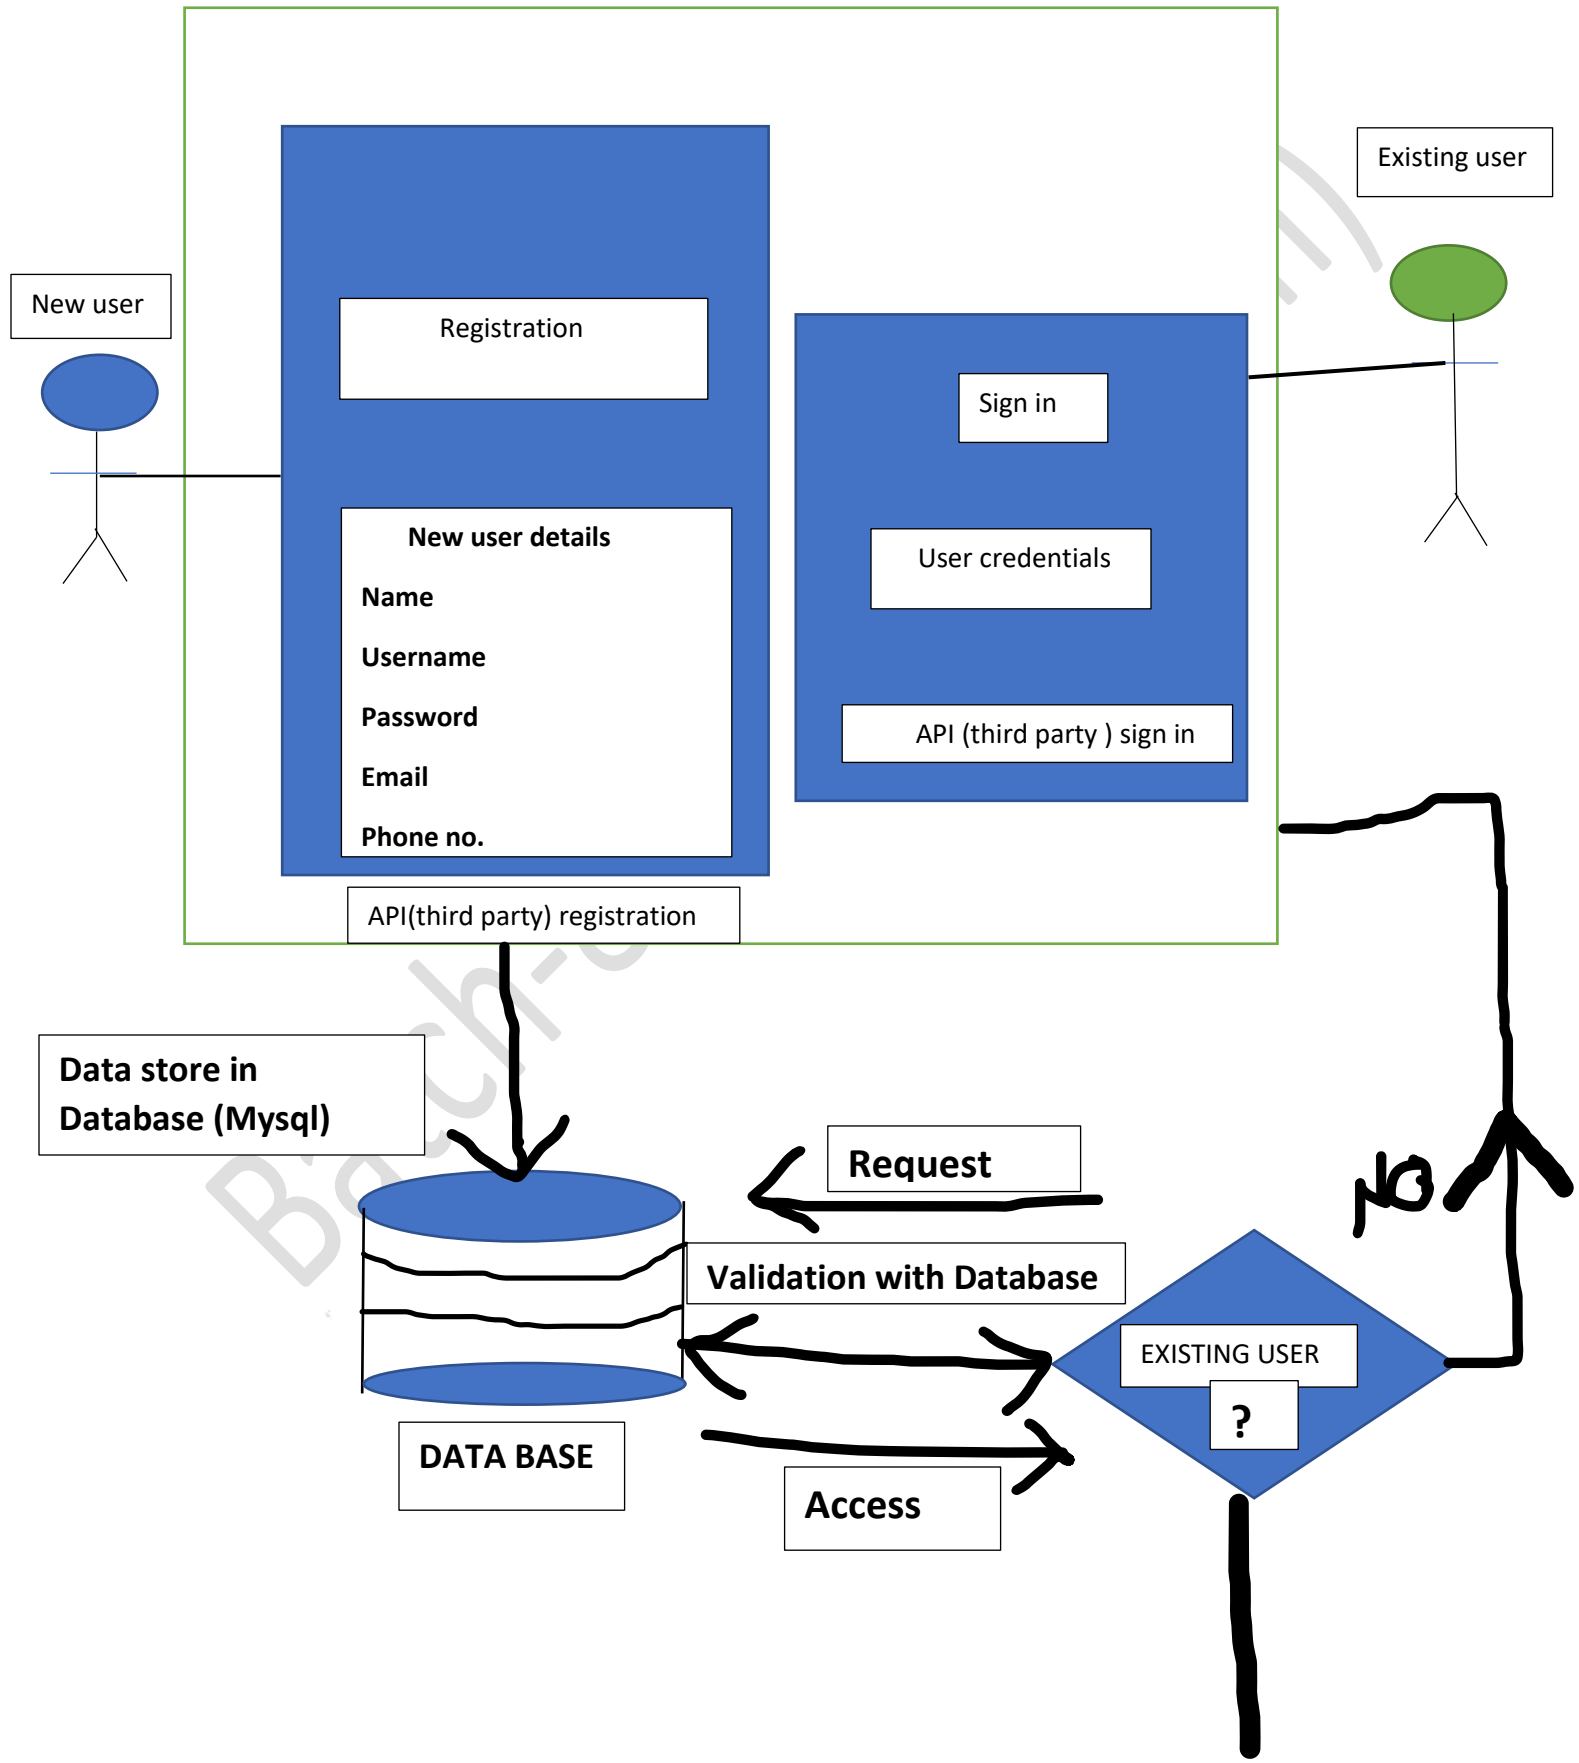 Existing user
New user
Registration
Sign in
New user details
Name
Username
Password
Email
Phone no.
User credentials
API (third party ) sign in
API(third party) registration
Data store in
Database (Mysql)
Request
NO
Validation with Database
EXISTING USER
?
DATA BASE
Access